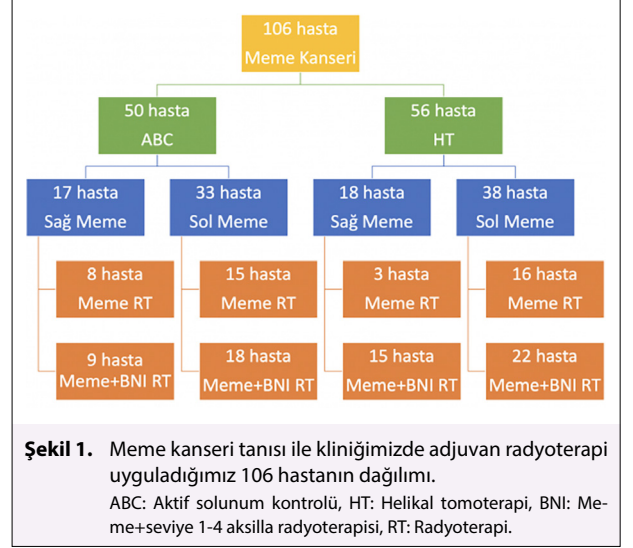 106 hasta
Meme Kanseri
50 hasta
ABC
56 hasta
HT
17 hasta
Sağ Meme
33 hasta
Sol Meme
18 hasta
Sağ Meme
38 hasta
Sol Meme
8 hasta
Meme RT
15 hasta
Meme RT
3 hasta
Meme RT
16 hasta
Meme RT
9 hasta
Meme+BNI RT
18 hasta
Meme+BNI RT
15 hasta
Meme+BNI RT
22 hasta
Meme+BNI RT
Şekil 1. Meme kanseri tanısı ile kliniğimizde adjuvan radyoterapi
uyguladığımız 106 hastanın dağılımı.
ABC: Aktif solunum kontrolü, HT: Helikal tomoterapi, BNI: Me-
me+seviye 1-4 aksilla radyoterapisi, RT: Radyoterapi.